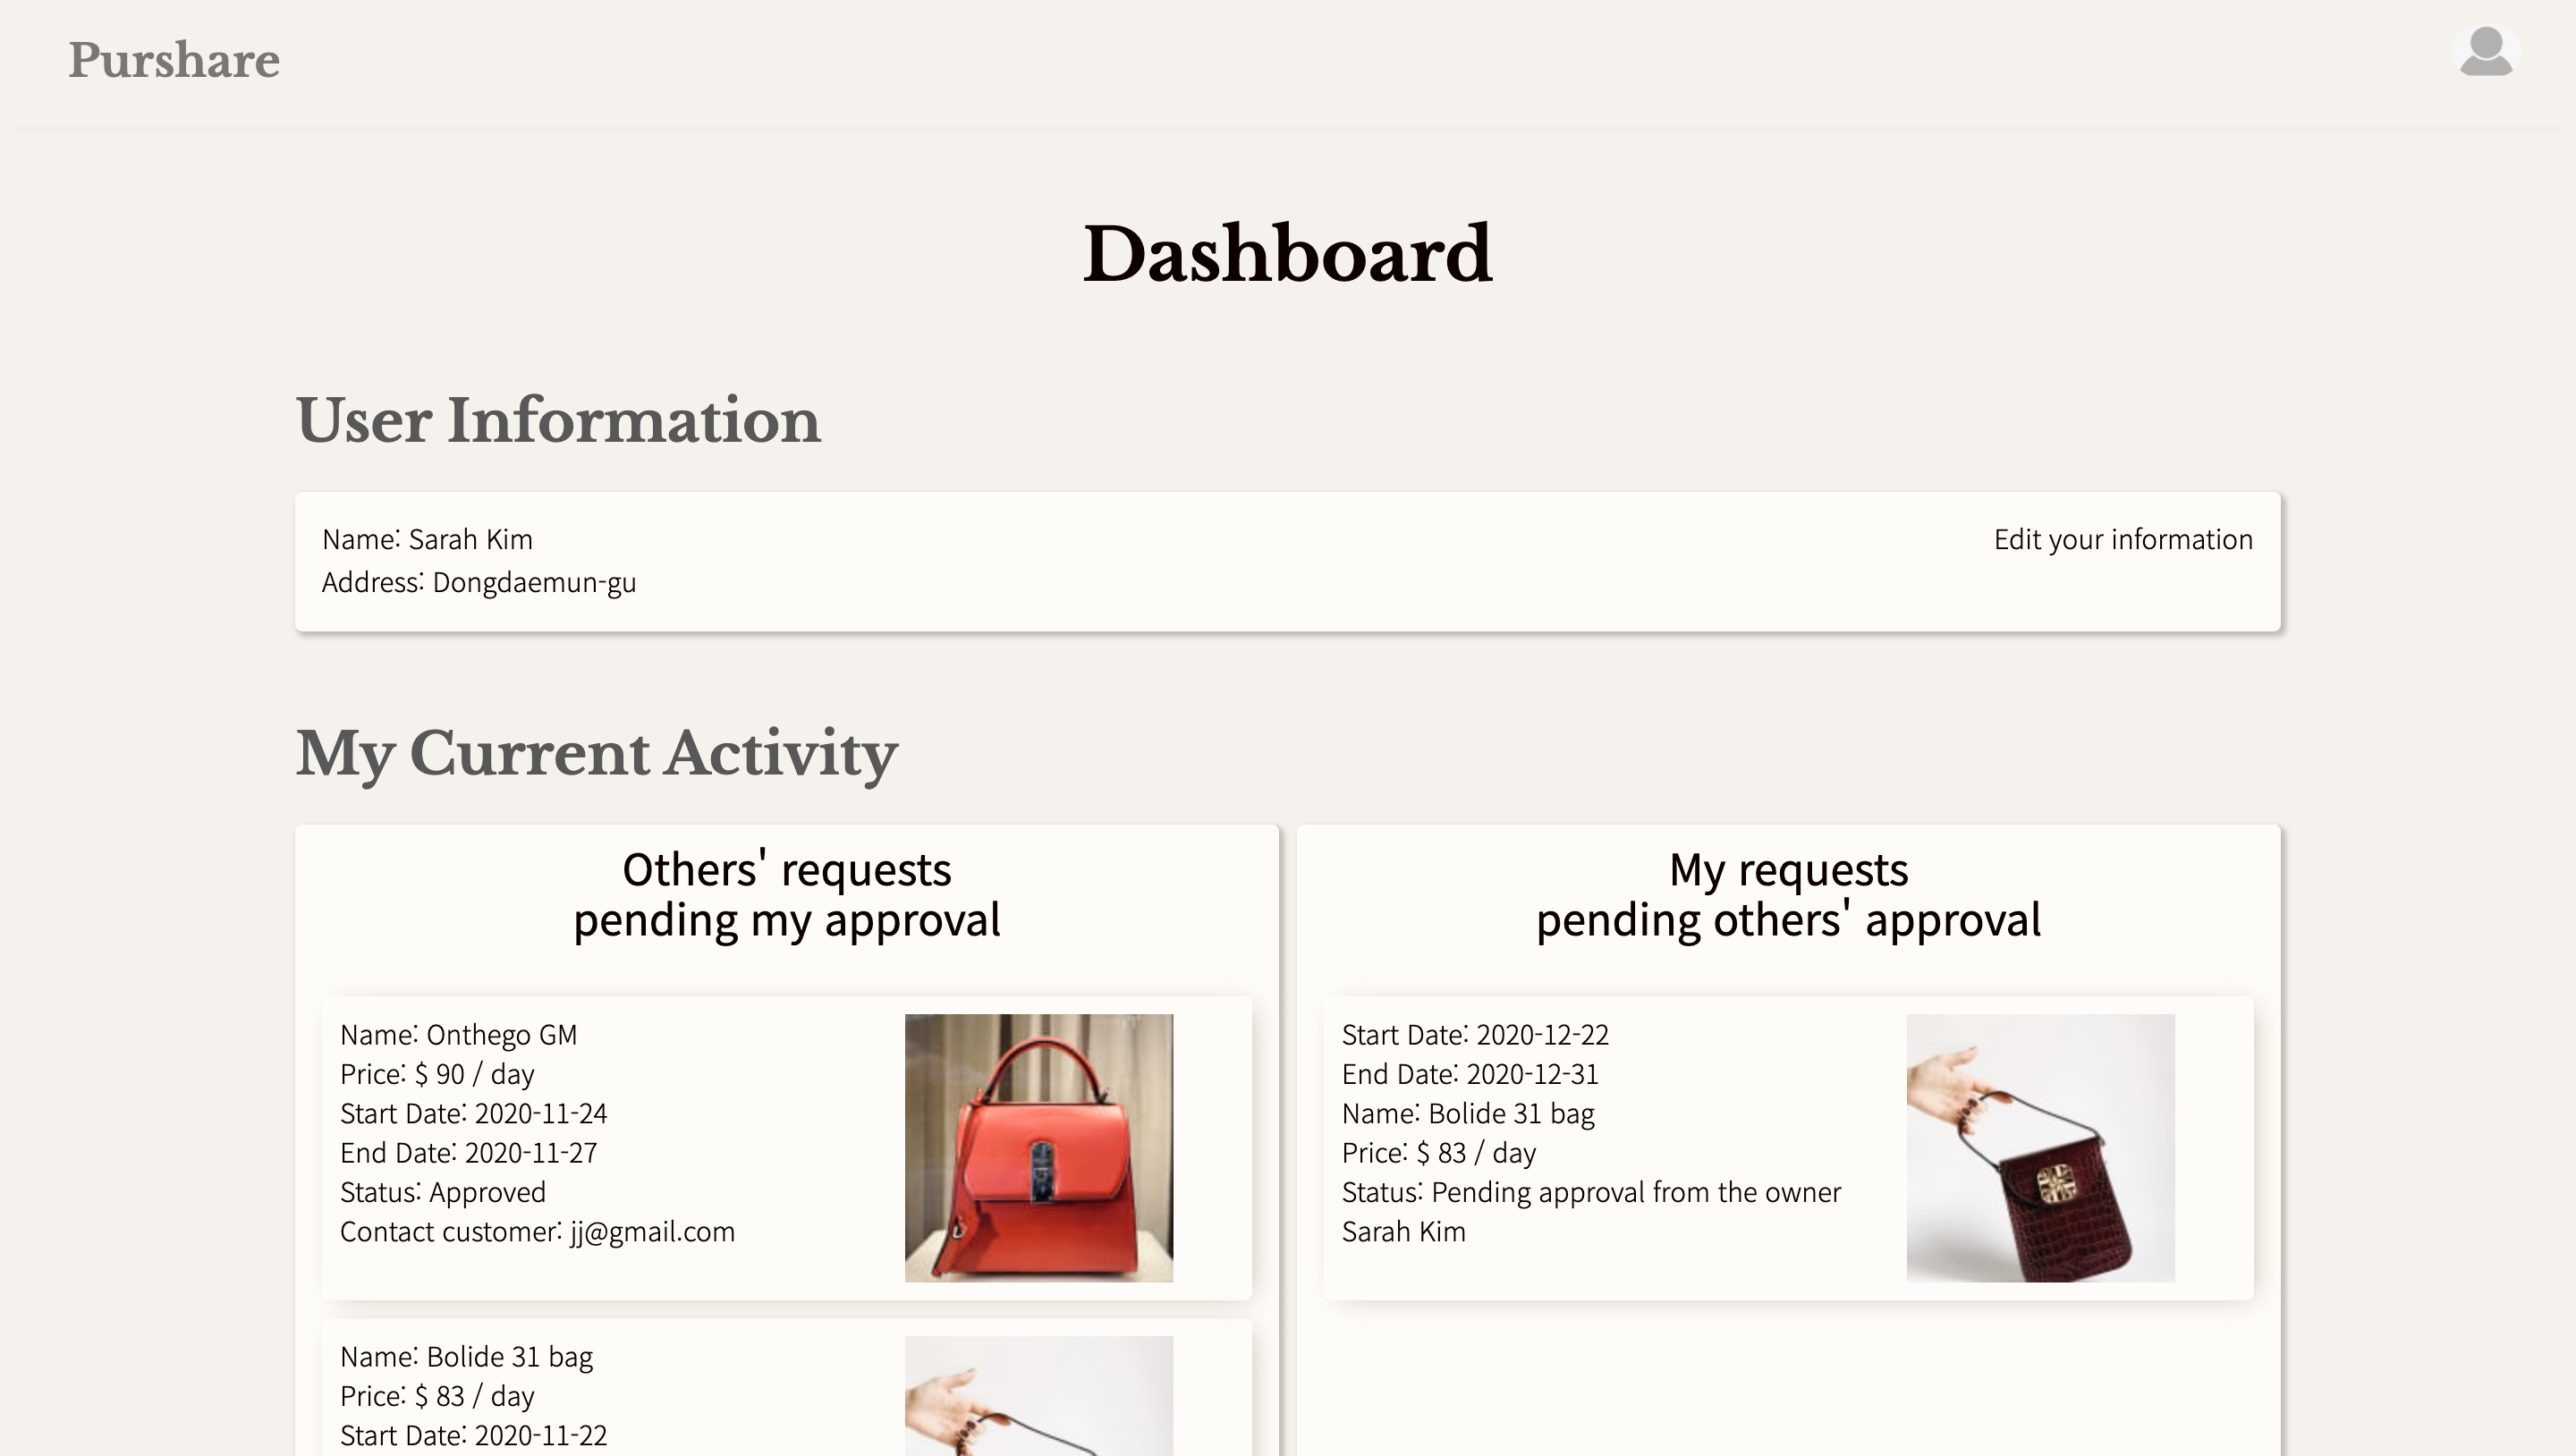 Purshare
Dashboard
User Information
Name: Sarah Kim
Edit your information
Address: Dongdaemun-gu
My Current Activity
Others' requests
pending my approval
Name: Onthego GM
Price: $ 90 / day
Start Date: 2020-11-24
End Date: 2020-11-27
Status: Approved
Contact customer: jj@gmail.com
Name: Bolide 31 bag
Price: $ 83 / day
Start Date: 2020-11-22
My requests
pending others' approval
Start Date: 2020-12-22
End Date: 2020-12-31
Name: Bolide 31 bag
Price: $ 83 / day
Status: Pending approval from the owner
Sarah Kim